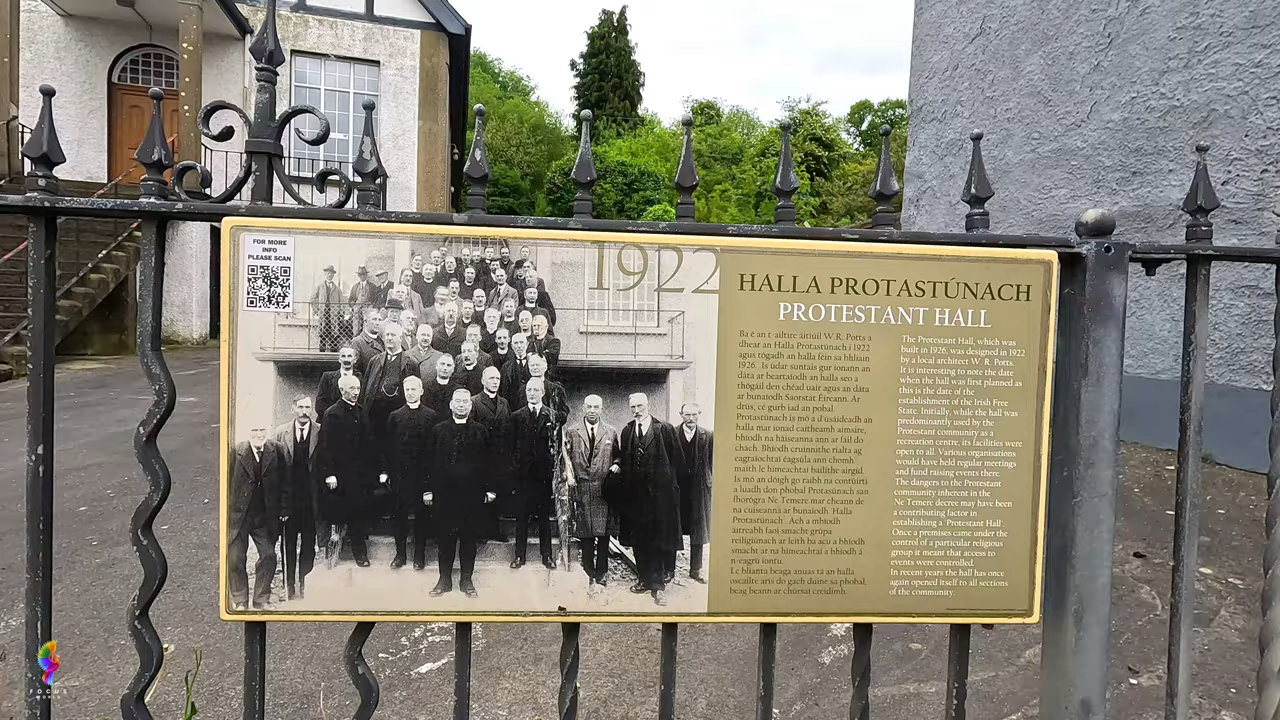 FOR MORE
INFO
PLEASE SCAN
1922
HALLA PROTASTÚNACH
PROTESTANT HALL
Ba é an t-ailtire áitiúil W.R. Potts a
dhear an Halla Protastúnach i 1922
agus tógadh an halla féin sa bhliain
1926. Is údar suntais gur ionann an
dáta ar beartaíodh an halla seo a
thógáil den chéad uair agus an dáta
ar bunaíodh Saorstát Éireann. Ar
dtús, cé gurb iad an pobal
Protastúnach is mó a d'úsáideadh an
halla mar ionad caitheamh aimsire,
bhíodh na háiseanna ann ar fáil do
chách. Bhíodh cruinnithe rialta ag
eagraíochtaí éagsúla ann chomh
maith le himeachtaí bailithe airgid.
Is mó an dóigh go raibh na contúirtí
a luadh don phobal Protastúnach san
fhorógra Ne Temere mar cheann de
na cúiseanna ar bunaíodh 'Halla
Protastúnach'. Ach a mbíodh
áitreabh faoi smacht grúpa
reiligiúnach ar leith ba acu a bhíodh
smacht ar na himeachtaí a bhíodh á
n-eagrú iontu.
Le blianta beaga anuas tá an halla
oscailte arís do gach duine sa phobal,
beag beann ar chúrsaí creidimh.
The Protestant Hall, which was
built in 1926, was designed in 1922
by a local architect W. R. Potts.
It is interesting to note the date
when the hall was first planned as
this is the date of the
establishment of the Irish Free
State. Initially, while the hall was
predominantly used by the
Protestant community as a
recreation centre, its facilities were
open to all. Various organisations
would have held regular meetings
and fund raising events there.
The dangers to the Protestant
community inherent in the
Ne Temere decree may have been
a contributing factor in
establishing a 'Protestant Hall'.
Once a premises came under the
control of a particular religious
group it meant that access to
events were controlled.
In recent years the hall has once
again opened itself to all sections
of the community.
FOCUS
WORLD